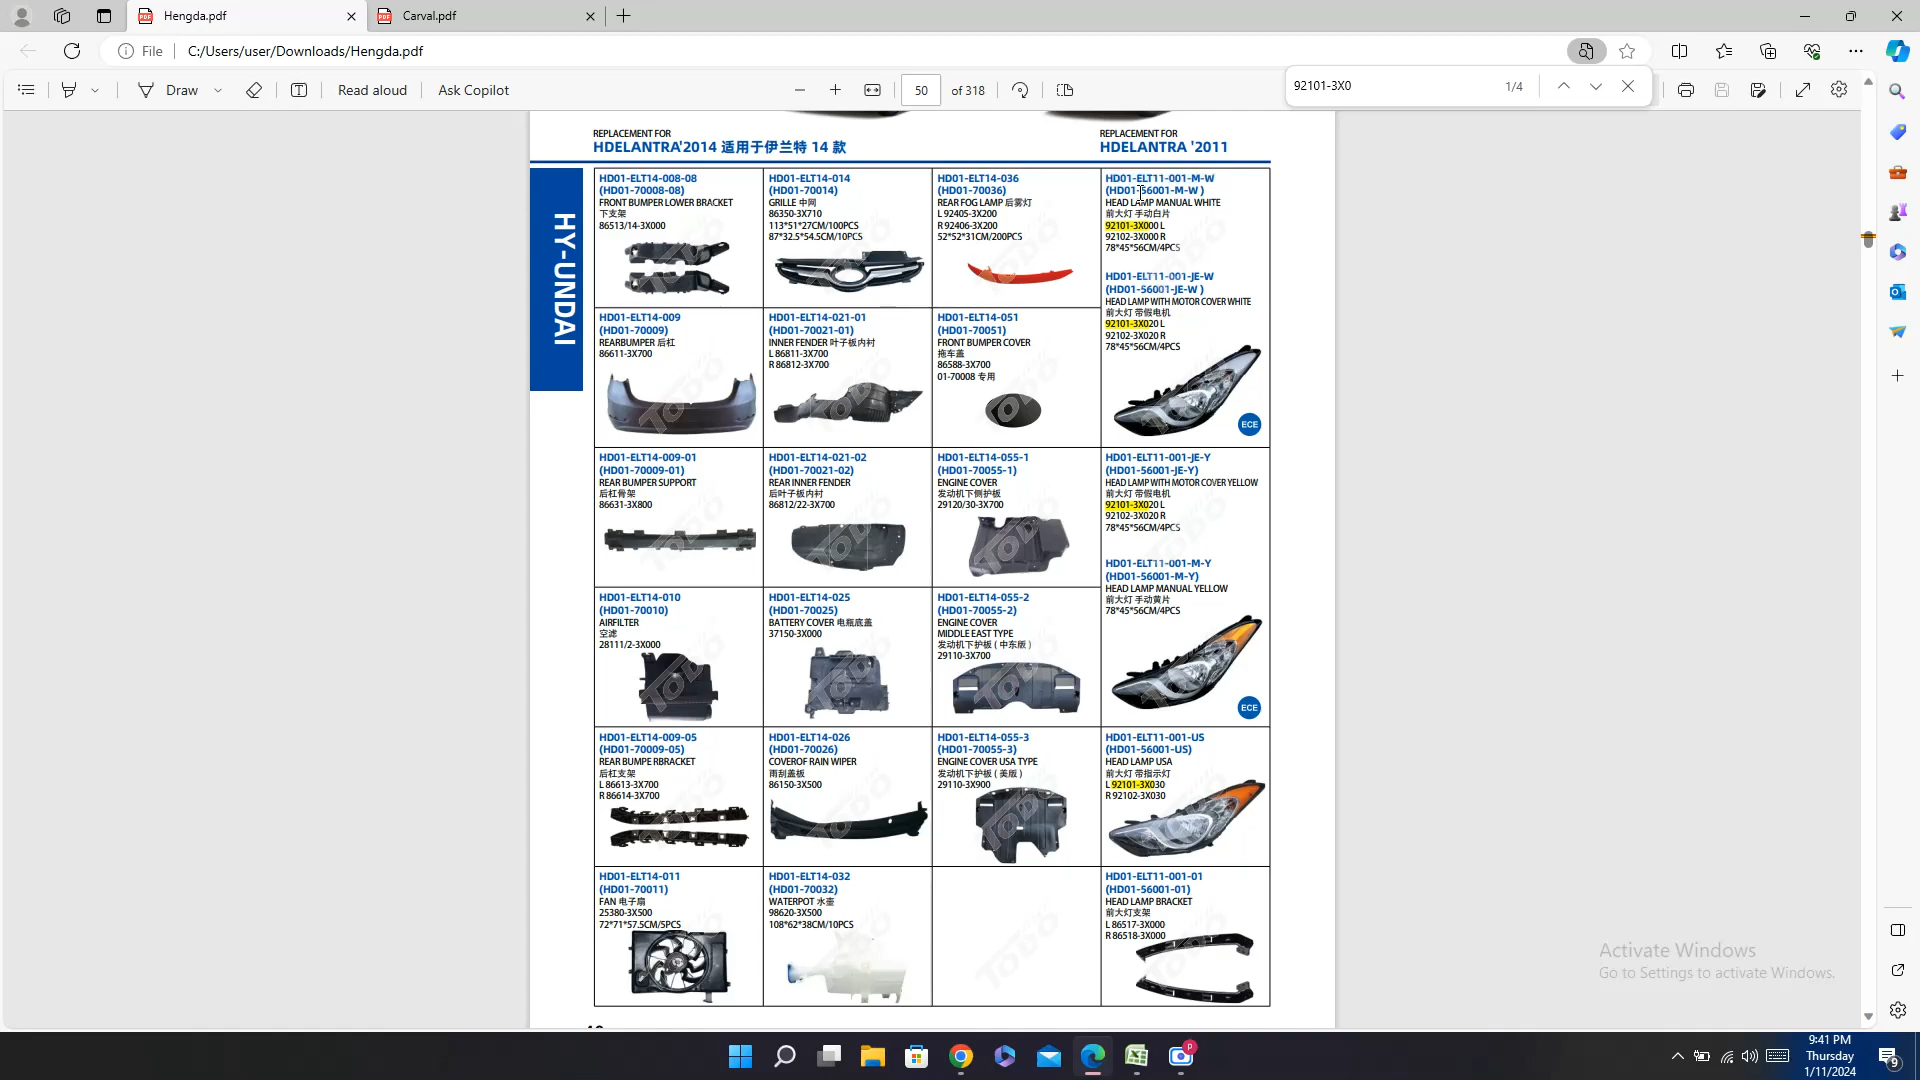 Hengda.pdf
Carval.pdf
File
C:/Users/user/Downloads/Hengda.pdf
Draw
Read aloud
Ask Copilot
50
of 318
92101-3X0
1/4
REPLACEMENT FOR
HDELANTRA'2014 适用于伊兰特 14 款
REPLACEMENT FOR
HDELANTRA '2011
HY-UNDAI
HD01-ELT14-008-08
(HD01-70008-08)
FRONT BUMPER LOWER BRACKET
下支架
86513/14-3X000
HD01-ELT14-014
(HD01-70014)
GRILLE 中网
86350-3X710
113*51*27CM/100PCS
87*32.5*54.5CM/10PCS
HD01-ELT14-036
(HD01-70036)
REAR FOG LAMP 后雾灯
L 92405-3X200
R 92406-3X200
52*52*31CM/200PCS
HD01-ELT11-001-M-W
(HD01-56001-M-W )
HEAD LAMP MANUAL WHITE
前大灯 手动白片
92101-3X000 L
92102-3X000 R
78*45*56CM/4PCS
HD01-ELT11-001-JE-W
(HD01-56001-JE-W )
HEAD LAMP WITH MOTOR COVER WHITE
前大灯 带假电机
92101-3X020 L
92102-3X020 R
78*45*56CM/4PCS
ECE
HD01-ELT14-009
(HD01-70009)
REARBUMPER 后杠
86611-3X700
HD01-ELT14-021-01
(HD01-70021-01)
INNER FENDER 叶子板内衬
L 86811-3X700
R 86812-3X700
HD01-ELT14-051
(HD01-70051)
FRONT BUMPER COVER
拖车盖
86588-3X700
01-70008 专用
HD01-ELT14-009-01
(HD01-70009-01)
REAR BUMPER SUPPORT
后杠骨架
86631-3X800
HD01-ELT14-021-02
(HD01-70021-02)
REAR INNER FENDER
后叶子板内衬
86812/22-3X700
HD01-ELT14-055-1
(HD01-70055-1)
ENGINE COVER
发动机下侧护板
29120/30-3X700
HD01-ELT11-001-JE-Y
(HD01-56001-JE-Y)
HEAD LAMP WITH MOTOR COVER YELLOW
前大灯 带假电机
92101-3X020 L
92102-3X020 R
78*45*56CM/4PCS
HD01-ELT11-001-M-Y
(HD01-56001-M-Y)
HEAD LAMP MANUAL YELLOW
前大灯 手动黄片
78*45*56CM/4PCS
ECE
HD01-ELT14-010
(HD01-70010)
AIRFILTER
空滤
28111/2-3X000
HD01-ELT14-025
(HD01-70025)
BATTERY COVER 电瓶底盖
37150-3X000
HD01-ELT14-055-2
(HD01-70055-2)
ENGINE COVER
MIDDLE EAST TYPE
发动机下护板 ( 中东版 )
29110-3X700
HD01-ELT14-009-05
(HD01-70009-05)
REAR BUMPE RBRACKET
后杠支架
L 86613-3X700
R 86614-3X700
HD01-ELT14-026
(HD01-70026)
COVEROF RAIN WIPER
雨刮盖板
86150-3X500
HD01-ELT14-055-3
(HD01-70055-3)
ENGINE COVER USA TYPE
发动机下护板 ( 美版 )
29110-3X900
HD01-ELT11-001-US
(HD01-56001-US)
HEAD LAMP USA
前大灯 带指示灯
L 92101-3X030
R 92102-3X030
HD01-ELT14-011
(HD01-70011)
FAN 电子扇
25380-3X500
72*71*57.5CM/5PCS
HD01-ELT14-032
(HD01-70032)
WATERPOT 水壶
98620-3X500
108*62*38CM/10PCS
HD01-ELT11-001-01
(HD01-56001-01)
HEAD LAMP BRACKET
前大灯支架
L 86517-3X000
R 86518-3X000
TODO
Activate Windows
Go to Settings to activate Windows.
9:41 PM
Thursday
1/11/2024
9